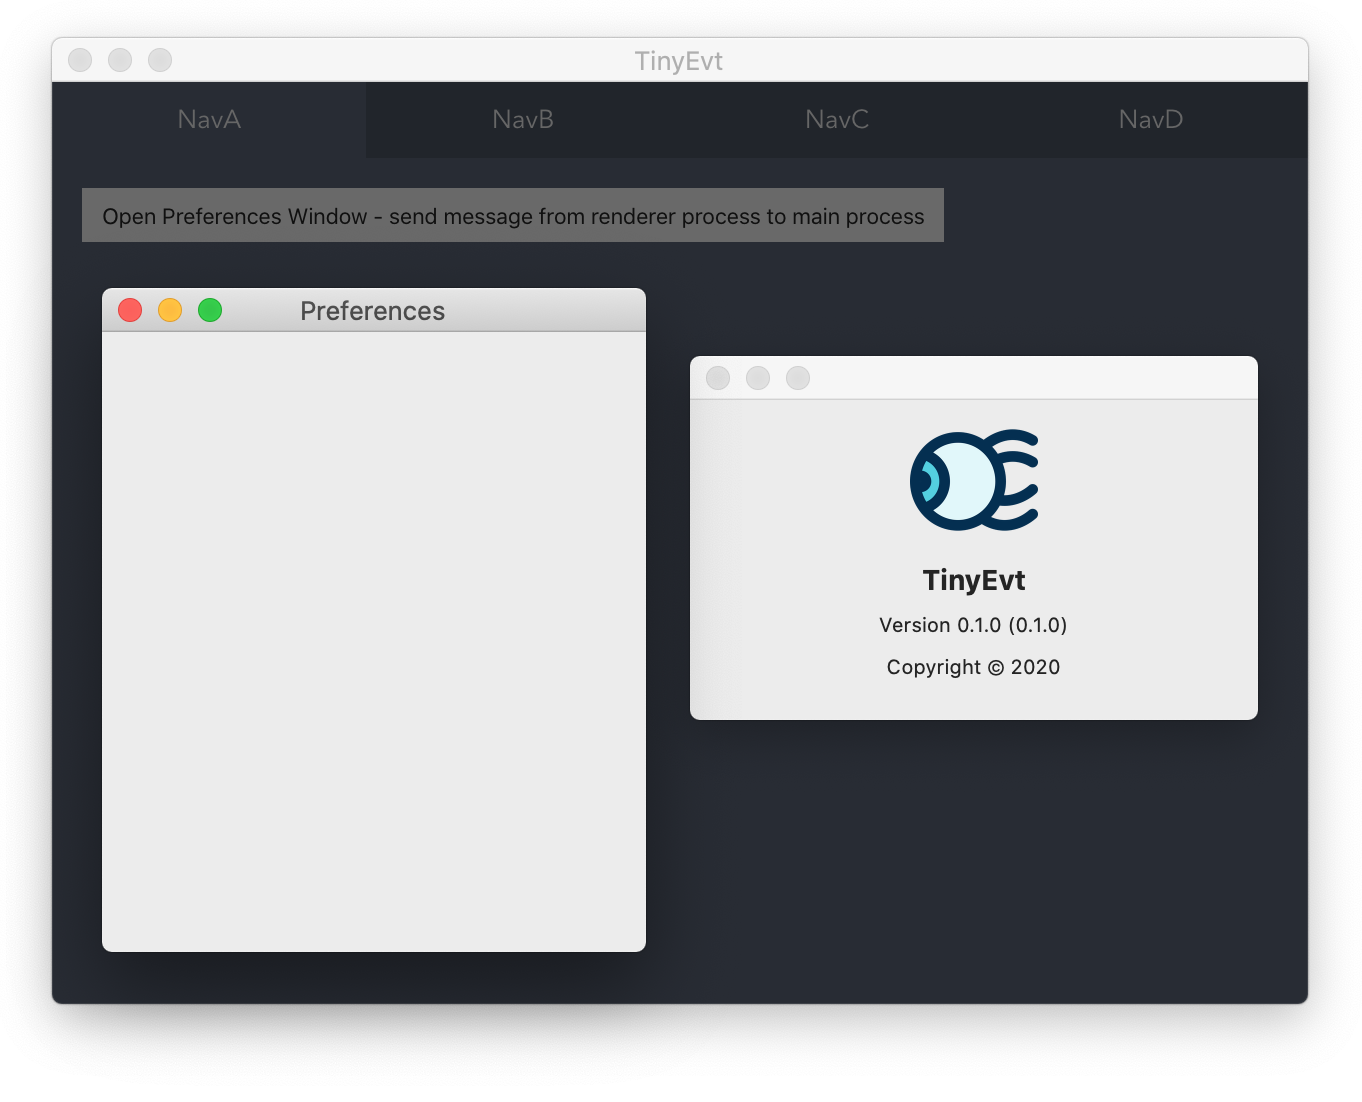 TinyEvt
NavA
NavB
NavC
NavD
Open Preferences Window - send message from renderer process to main process
Preferences
TinyEvt
Version 0.1.0 (0.1.0)
Copyright © 2020